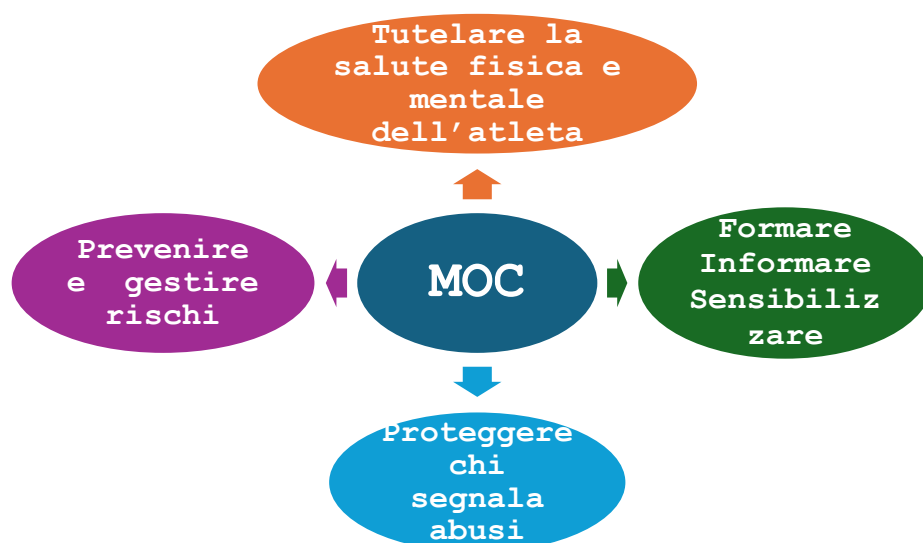 Tutelare la
salute fisica e
mentale
dell’atleta
Prevenire
e gestire
rischi
MOC
Formare
Informare
Sensibiliz
zare
Proteggere
chi
segnala
abusi